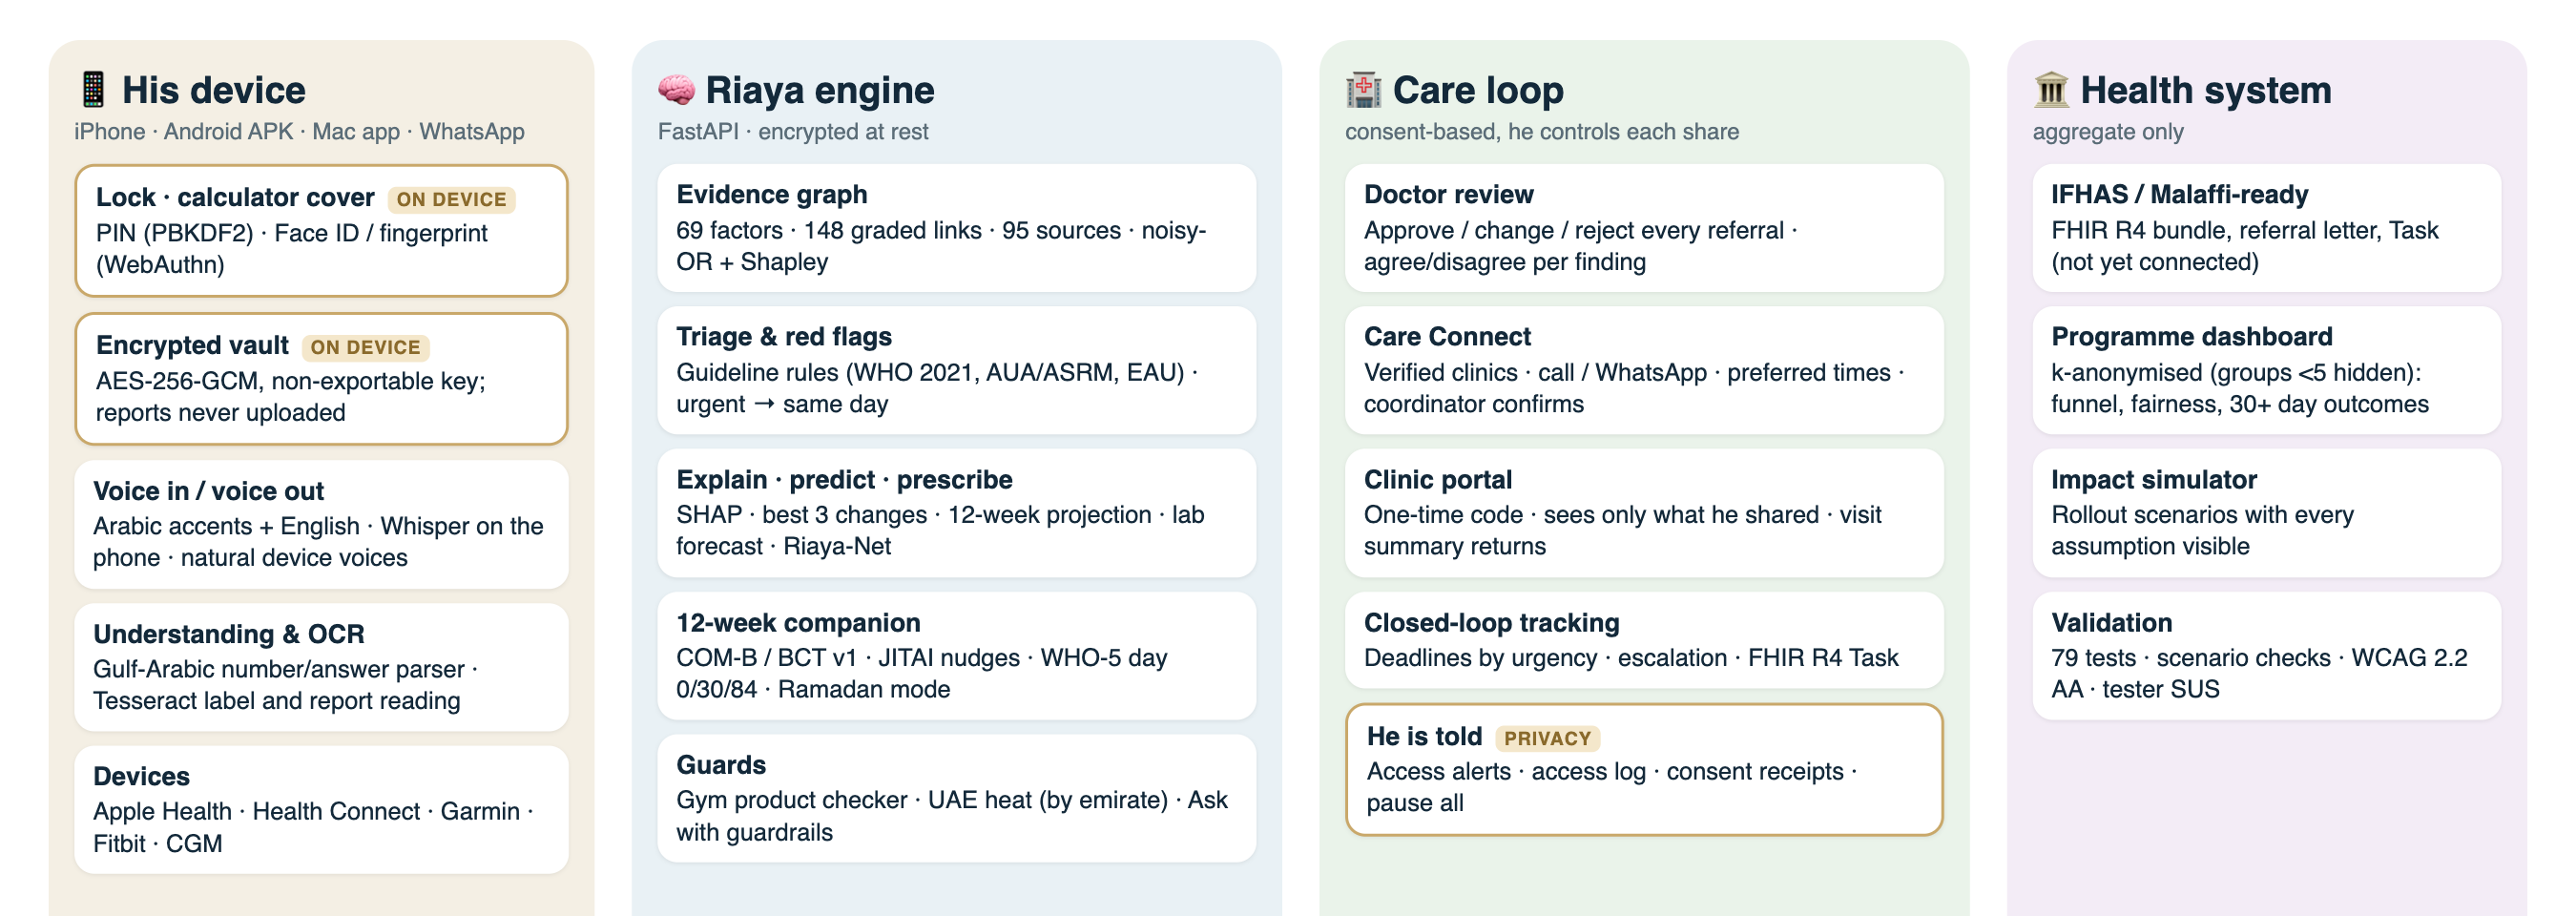 His device
iPhone · Android APK · Mac app · WhatsApp
Lock · calculator cover ON DEVICE
PIN (PBKDF2) · Face ID / fingerprint
(WebAuthn)
Encrypted vault ON DEVICE
AES-256-GCM, non-exportable key;
reports never uploaded
Voice in / voice out
Arabic accents + English · Whisper on the
phone · natural device voices
Understanding & OCR
Gulf-Arabic number/answer parser ·
Tesseract label and report reading
Devices
Apple Health · Health Connect · Garmin ·
Fitbit · CGM
Riaya engine
FastAPI · encrypted at rest
Evidence graph
69 factors · 148 graded links · 95 sources · noisy-
OR + Shapley
Triage & red flags
Guideline rules (WHO 2021, AUA/ASRM, EAU) ·
urgent → same day
Explain · predict · prescribe
SHAP · best 3 changes · 12-week projection · lab
forecast · Riaya-Net
12-week companion
COM-B / BCT v1 · JITAI nudges · WHO-5 day
0/30/84 · Ramadan mode
Guards
Gym product checker · UAE heat (by emirate) · Ask
with guardrails
Care loop
consent-based, he controls each share
Doctor review
Approve / change / reject every referral ·
agree/disagree per finding
Care Connect
Verified clinics · call / WhatsApp · preferred times ·
coordinator confirms
Clinic portal
One-time code · sees only what he shared · visit
summary returns
Closed-loop tracking
Deadlines by urgency · escalation · FHIR R4 Task
He is told PRIVACY
Access alerts · access log · consent receipts ·
pause all
Health system
aggregate only
IFHAS / Malaffi-ready
FHIR R4 bundle, referral letter, Task
(not yet connected)
Programme dashboard
k-anonymised (groups <5 hidden):
funnel, fairness, 30+ day outcomes
Impact simulator
Rollout scenarios with every
assumption visible
Validation
79 tests · scenario checks · WCAG 2.2
AA · tester SUS